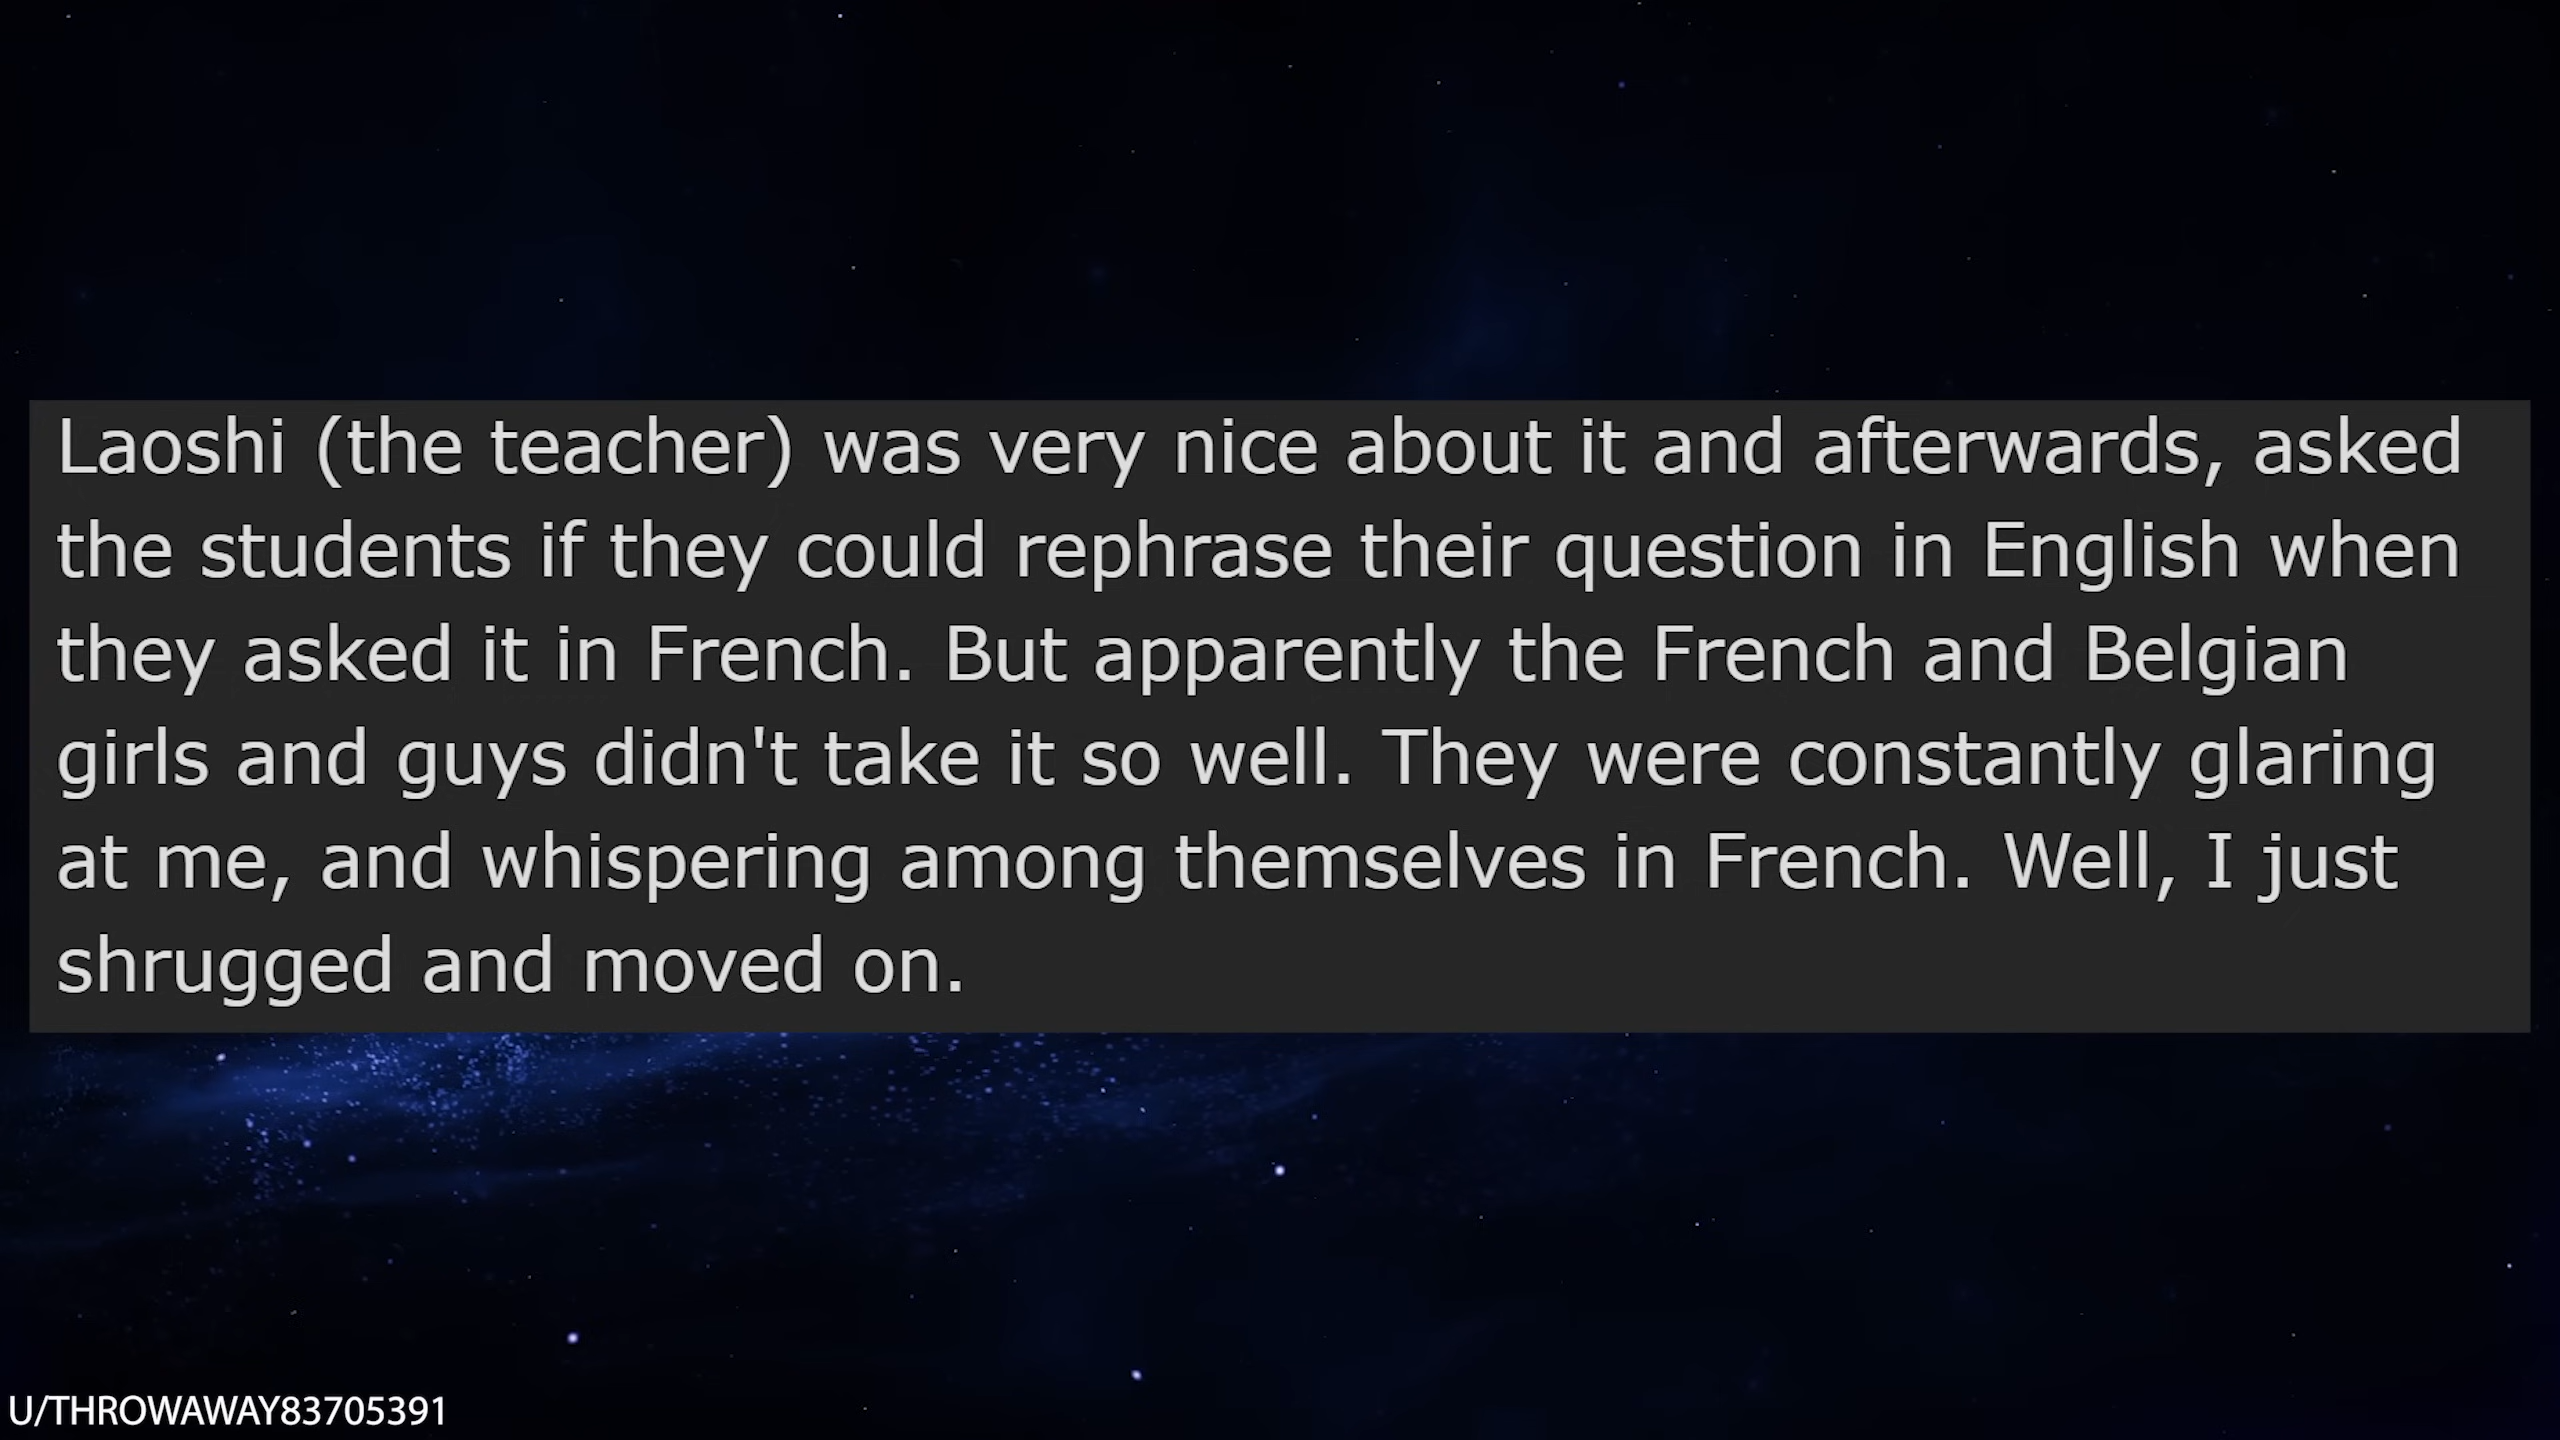 Laoshi (the teacher) was very nice about it and afterwards, asked
the students if they could rephrase their question in English when
they asked it in French. But apparently the French and Belgian
girls and guys didn't take it so well. They were constantly glaring
at me, and whispering among themselves in French. Well, I just
shrugged and moved on.
U/THROWAWAY83705391